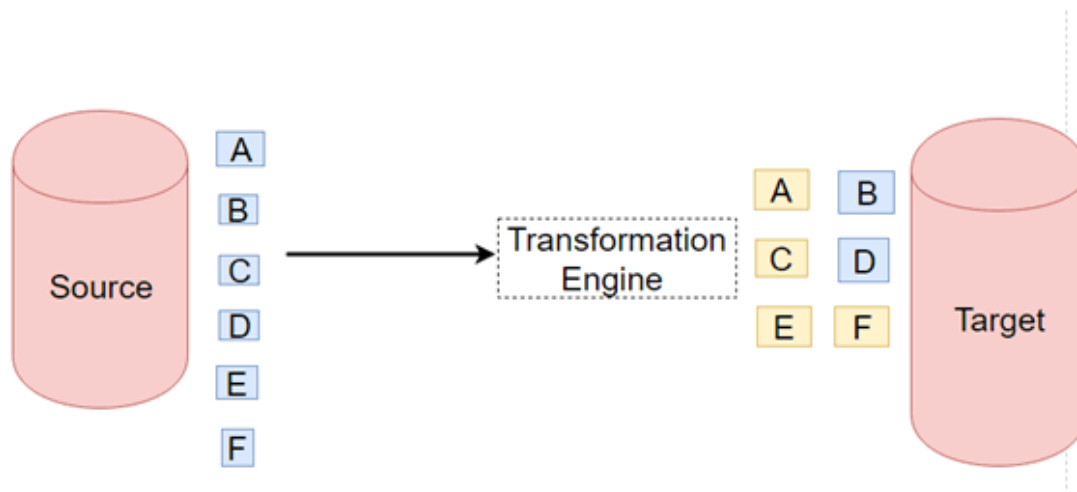 Source
A
B
C
D
E
F
Transformation
Engine
A B
C D
E F
Target